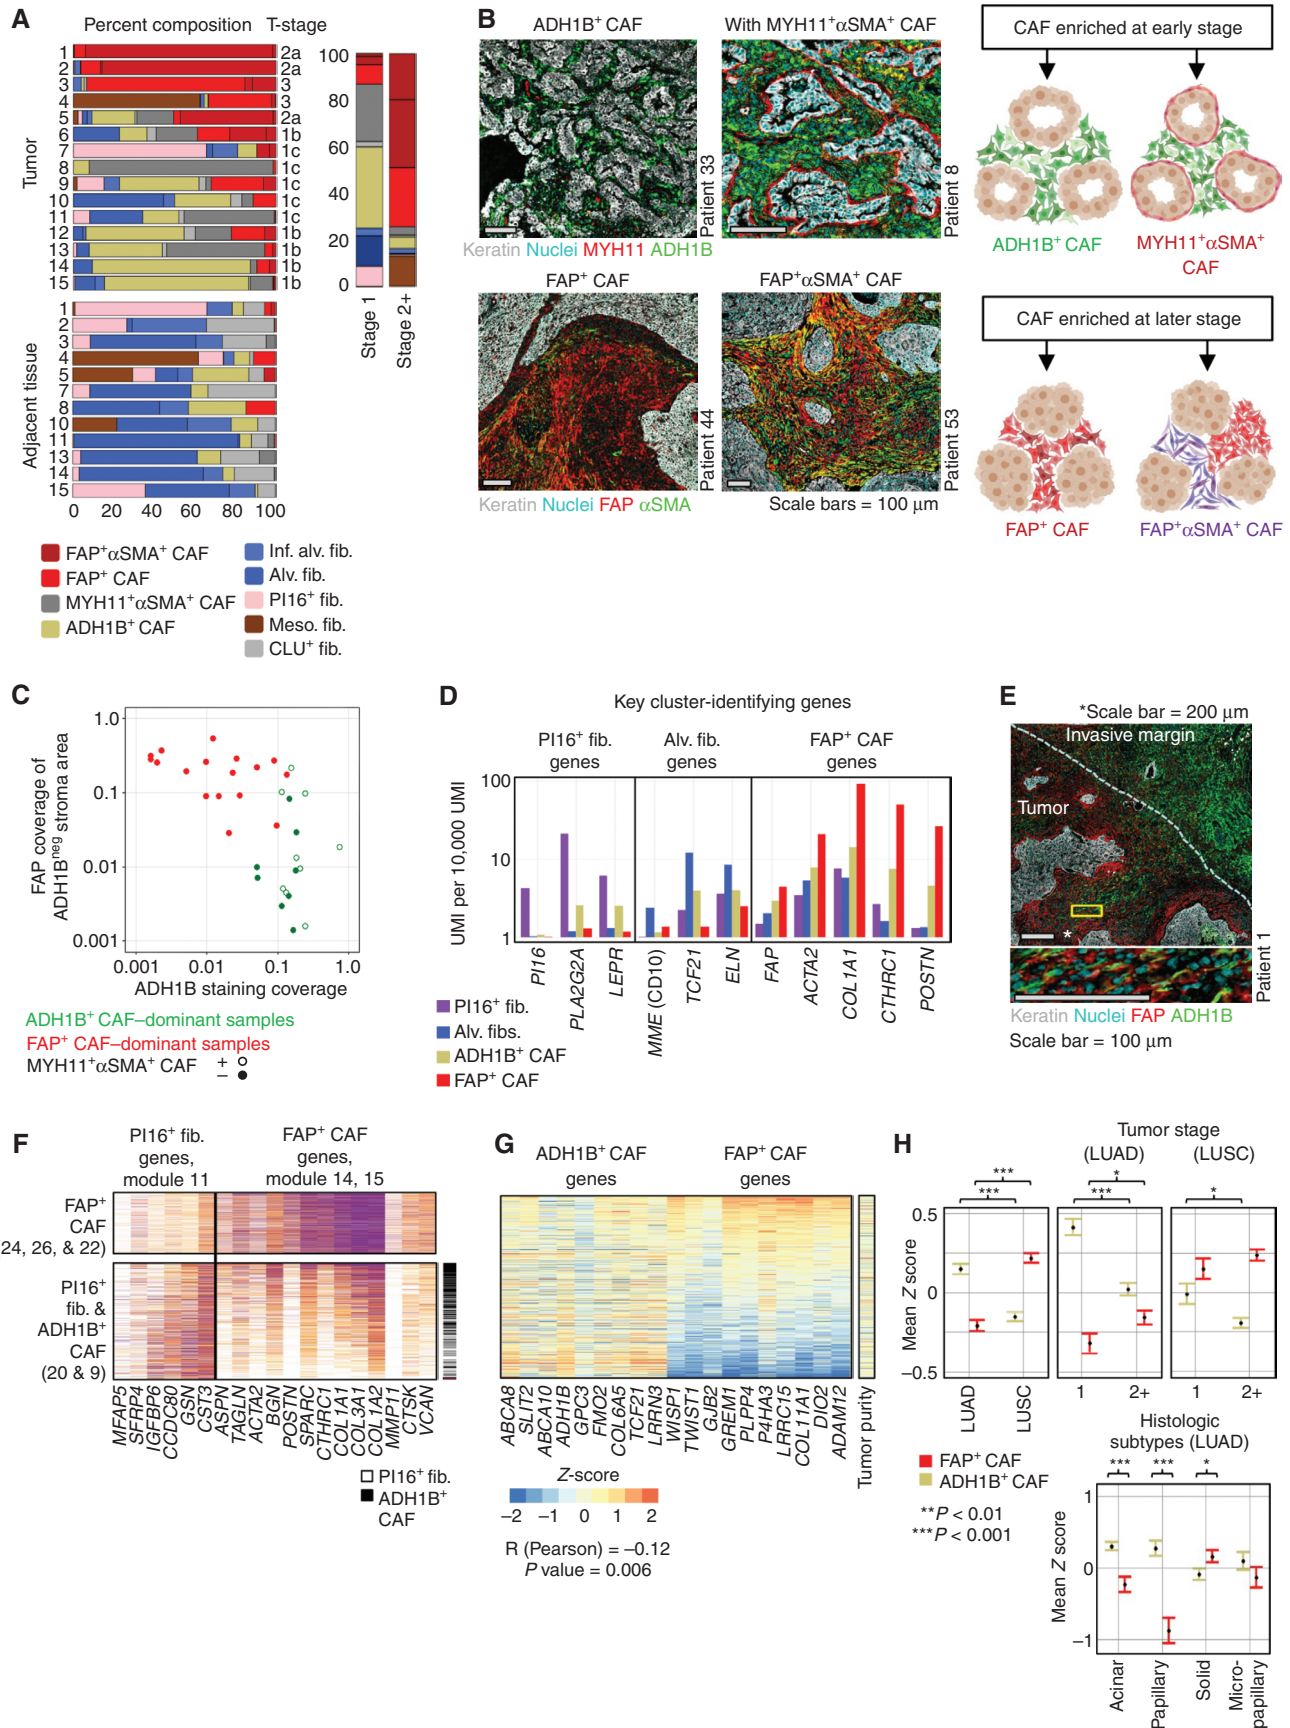 A
Percent composition T-stage
Tumor
1 2a
2 2a
3 3
4 3
5 2a
6 1b
7 1c
8 1c
9 1c
10 1c
11 1c
12 1b
13 1b
14 1b
15 1b
Adjacent tissue
1
2
3
4
5
7
8
10
11
13
14
15
0 20 40 60 80 100
100
80
60
40
20
0
Stage 1
Stage 2+
FAP⁺αSMA⁺ CAF
FAP⁺ CAF
MYH11⁺αSMA⁺ CAF
ADH1B⁺ CAF
Inf. alv. fib.
Alv. fib.
PI16⁺ fib.
Meso. fib.
CLU⁺ fib.
B
ADH1B⁺ CAF
With MYH11⁺αSMA⁺ CAF
Patient 33
Patient 8
Keratin Nuclei MYH11 ADH1B
FAP⁺ CAF
FAP⁺αSMA⁺ CAF
Patient 44
Patient 53
Keratin Nuclei FAP αSMA
Scale bars = 100 μm
CAF enriched at early stage
ADH1B⁺ CAF
MYH11⁺αSMA⁺
CAF
CAF enriched at later stage
FAP⁺ CAF
FAP⁺αSMA⁺ CAF
C
FAP coverage of
ADH1Bⁿᵉᵍ stroma area
1.0
0.1
0.01
0.001
0.001 0.01 0.1 1.0
ADH1B staining coverage
ADH1B⁺ CAF–dominant samples
FAP⁺ CAF–dominant samples
MYH11⁺αSMA⁺ CAF + ○
– ●
D
Key cluster-identifying genes
PI16⁺ fib.
genes
Alv. fib.
genes
FAP⁺ CAF
genes
UMI per 10,000 UMI
100
10
1
PI16
PLA2G2A
LEPR
MME (CD10)
TCF21
ELN
FAP
ACTA2
COL1A1
CTHRC1
POSTN
PI16⁺ fib.
Alv. fibs.
ADH1B⁺ CAF
FAP⁺ CAF
E
*Scale bar = 200 μm
Invasive margin
Tumor
*
Patient 1
Keratin Nuclei FAP ADH1B
Scale bar = 100 μm
F
PI16⁺ fib.
genes,
module 11
FAP⁺ CAF
genes,
module 14, 15
FAP⁺
CAF
24, 26, & 22)
PI16⁺
fib. &
ADH1B⁺
CAF
(20 & 9)
MFAP5
SFRP4
IGFBP6
CCDC80
GSN
CST3
ASPN
TAGLN
ACTA2
BGN
POSTN
SPARC
CTHRC1
COL1A1
COL3A1
COL1A2
MMP11
CTSK
VCAN
PI16⁺ fib.
ADH1B⁺
CAF
G
ADH1B⁺ CAF
genes
FAP⁺ CAF
genes
ABCA8
SLIT2
ABCA10
ADH1B
GPC3
FMO2
COL6A5
TCF21
LRRN3
WISP1
TWIST1
GJB2
GREM1
PLPP4
P4HA3
LRRC15
COL11A1
DIO2
ADAM12
Tumor purity
Z-score
–2 –1 0 1 2
R (Pearson) = –0.12
P value = 0.006
H
Tumor stage
(LUAD) (LUSC)
***
***
*
***
*
Mean Z score
0.5
0
–0.5
LUAD
LUSC
1 2+
1 2+
FAP⁺ CAF
ADH1B⁺ CAF
**P < 0.01
***P < 0.001
Histologic
subtypes (LUAD)
*** *** *
Mean Z score
1
0
–1
Acinar
Papillary
Solid
Micro-
papillary